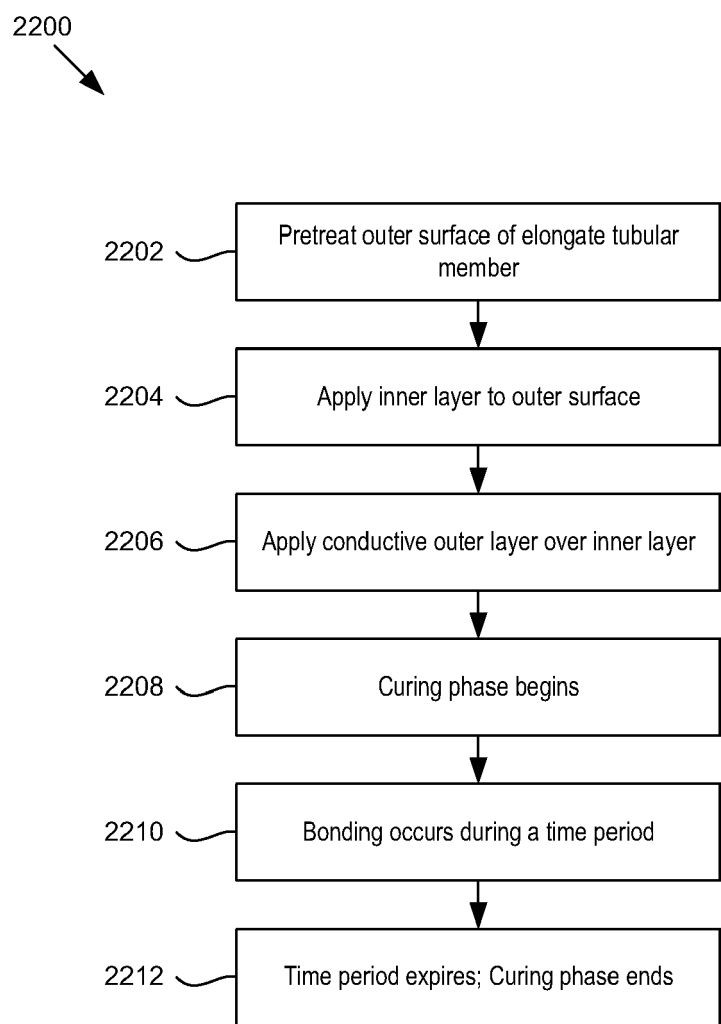 2200
2202
Pretreat outer surface of elongate tubular
member
2204
Apply inner layer to outer surface
2206
Apply conductive outer layer over inner layer
2208
Curing phase begins
2210
Bonding occurs during a time period
2212
Time period expires; Curing phase ends